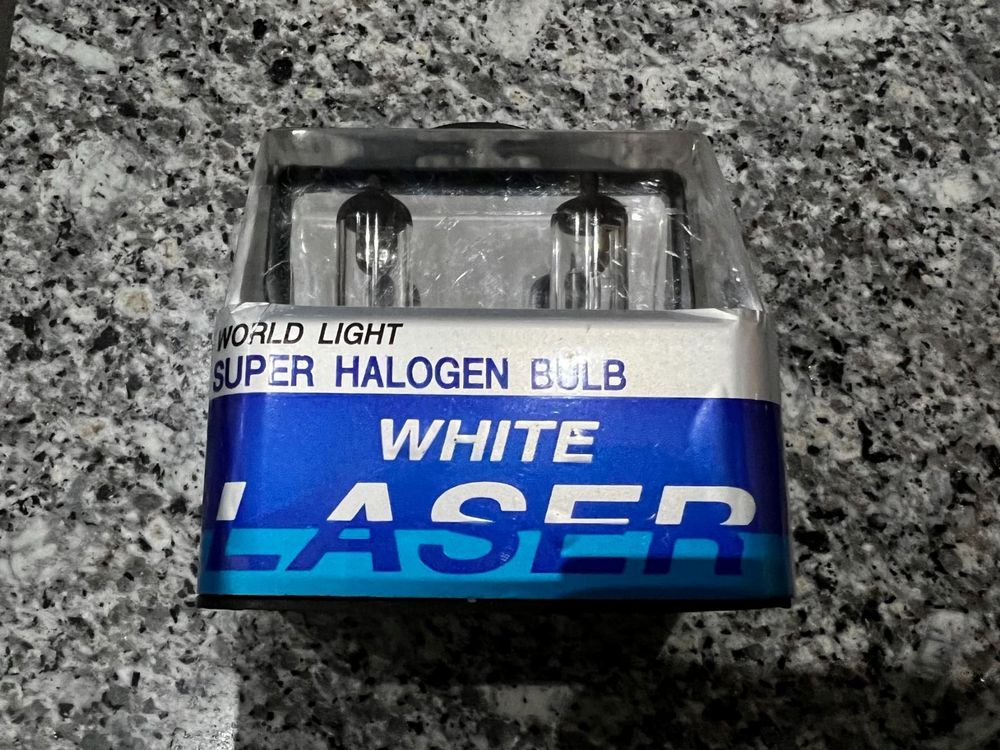 WORLD LIGHT
SUPER HALOGEN BULB
WHITE
LASER